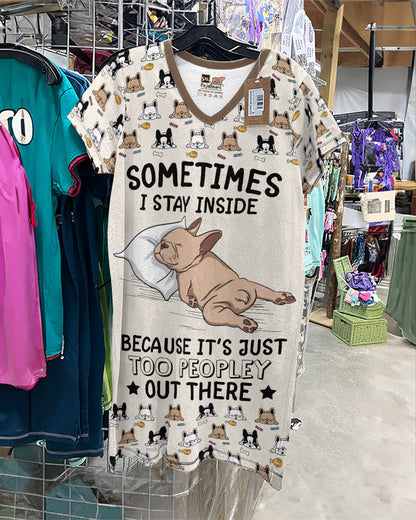 SOMETIMES
I STAY INSIDE
BECAUSE IT'S JUST
TOO PEOPLEY
★ OUT THERE ★